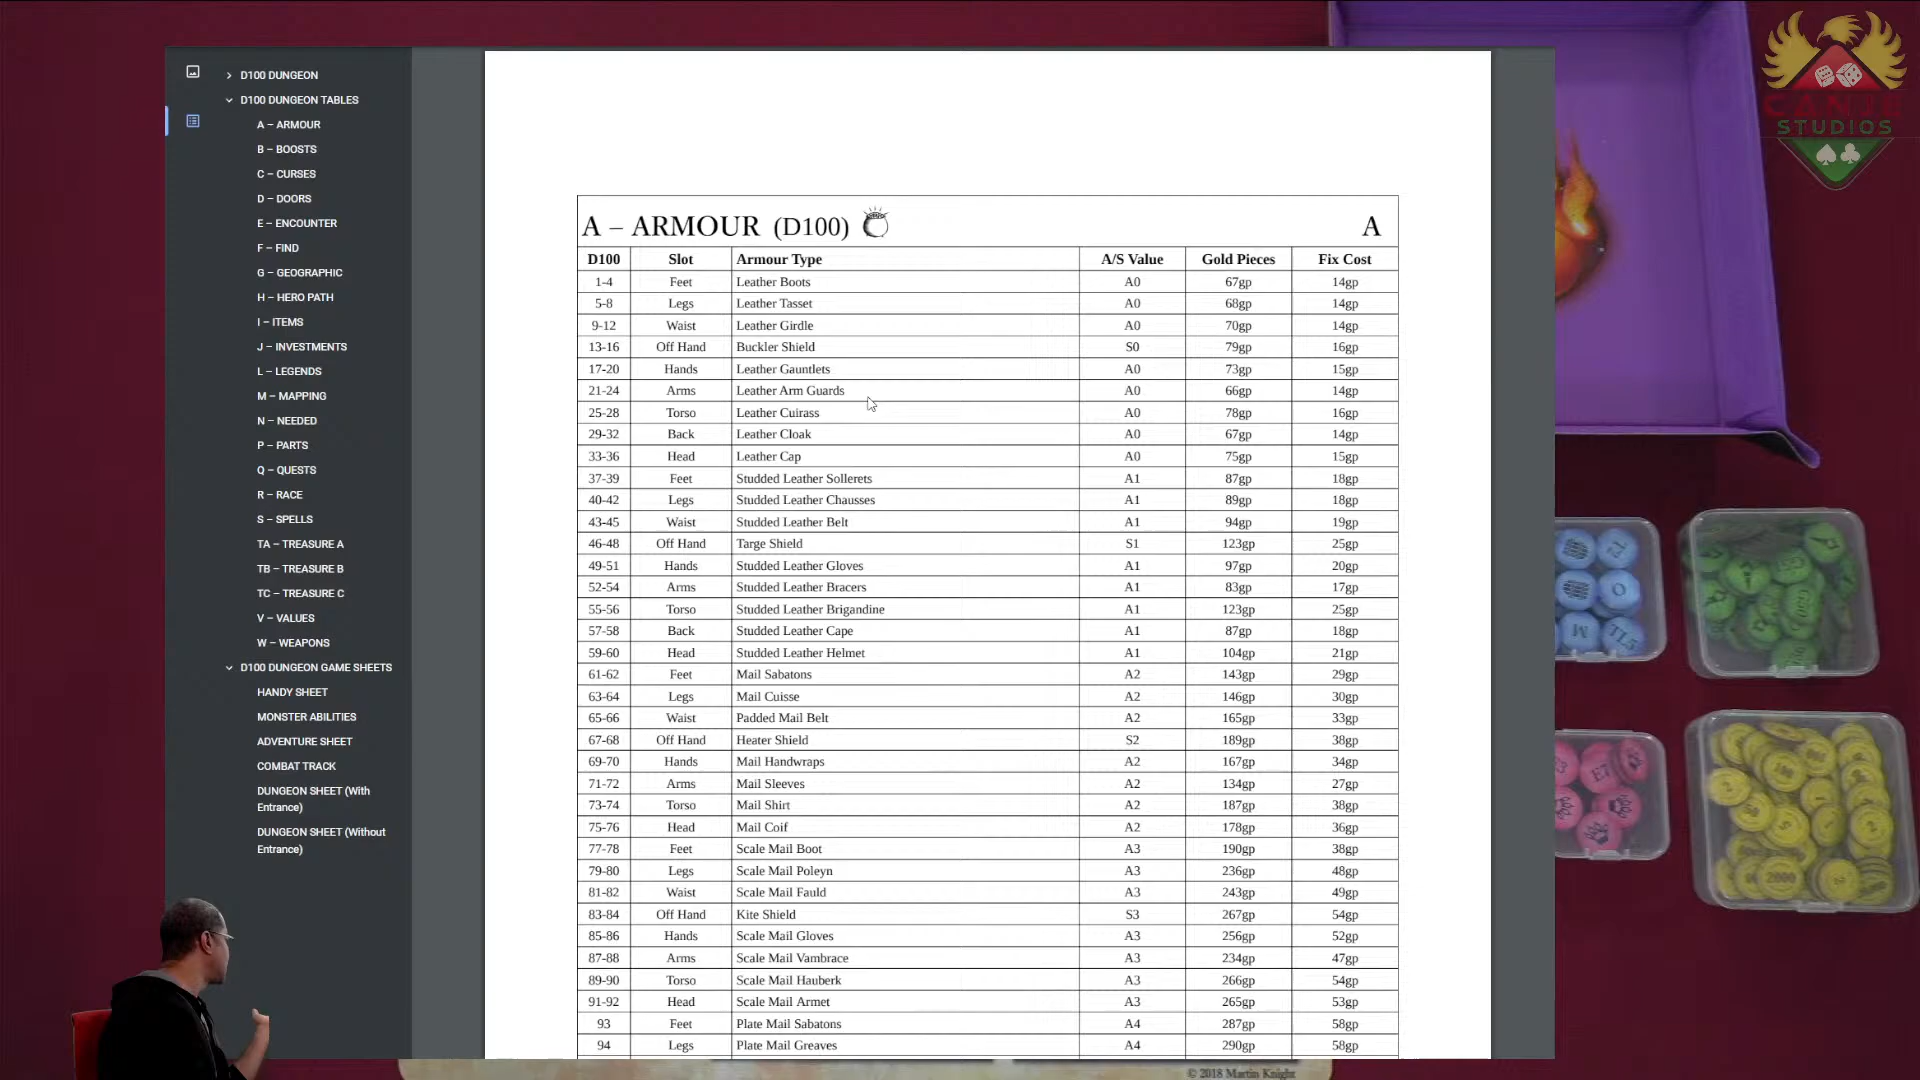 D100 DUNGEON
D100 DUNGEON TABLES
A – ARMOUR
B – BOOSTS
C – CURSES
D – DOORS
E – ENCOUNTER
F – FIND
G – GEOGRAPHIC
H – HERO PATH
I – ITEMS
J – INVESTMENTS
L – LEGENDS
M – MAPPING
N – NEEDED
P – PARTS
Q – QUESTS
R – RACE
S – SPELLS
TA – TREASURE A
TB – TREASURE B
TC – TREASURE C
V – VALUES
W – WEAPONS
D100 DUNGEON GAME SHEETS
HANDY SHEET
MONSTER ABILITIES
ADVENTURE SHEET
COMBAT TRACK
DUNGEON SHEET (With
Entrance)
DUNGEON SHEET (Without
Entrance)
A – ARMOUR (D100) A
D100 Slot Armour Type A/S Value Gold Pieces Fix Cost
1-4 Feet Leather Boots A0 67gp 14gp
5-8 Legs Leather Tasset A0 68gp 14gp
9-12 Waist Leather Girdle A0 70gp 14gp
13-16 Off Hand Buckler Shield S0 79gp 16gp
17-20 Hands Leather Gauntlets A0 73gp 15gp
21-24 Arms Leather Arm Guards A0 66gp 14gp
25-28 Torso Leather Cuirass A0 78gp 16gp
29-32 Back Leather Cloak A0 67gp 14gp
33-36 Head Leather Cap A0 75gp 15gp
37-39 Feet Studded Leather Sollerets A1 87gp 18gp
40-42 Legs Studded Leather Chausses A1 89gp 18gp
43-45 Waist Studded Leather Belt A1 94gp 19gp
46-48 Off Hand Targe Shield S1 123gp 25gp
49-51 Hands Studded Leather Gloves A1 97gp 20gp
52-54 Arms Studded Leather Bracers A1 83gp 17gp
55-56 Torso Studded Leather Brigandine A1 123gp 25gp
57-58 Back Studded Leather Cape A1 87gp 18gp
59-60 Head Studded Leather Helmet A1 104gp 21gp
61-62 Feet Mail Sabatons A2 143gp 29gp
63-64 Legs Mail Cuisse A2 146gp 30gp
65-66 Waist Padded Mail Belt A2 165gp 33gp
67-68 Off Hand Heater Shield S2 189gp 38gp
69-70 Hands Mail Handwraps A2 167gp 34gp
71-72 Arms Mail Sleeves A2 134gp 27gp
73-74 Torso Mail Shirt A2 187gp 38gp
75-76 Head Mail Coif A2 178gp 36gp
77-78 Feet Scale Mail Boot A3 190gp 38gp
79-80 Legs Scale Mail Poleyn A3 236gp 48gp
81-82 Waist Scale Mail Fauld A3 243gp 49gp
83-84 Off Hand Kite Shield S3 267gp 54gp
85-86 Hands Scale Mail Gloves A3 256gp 52gp
87-88 Arms Scale Mail Vambrace A3 234gp 47gp
89-90 Torso Scale Mail Hauberk A3 266gp 54gp
91-92 Head Scale Mail Armet A3 265gp 53gp
93 Feet Plate Mail Sabatons A4 287gp 58gp
94 Legs Plate Mail Greaves A4 290gp 58gp
© 2018 Martin Knight
CANJE
STUDIOS
T2
O
M
TL5
E7
100
2000